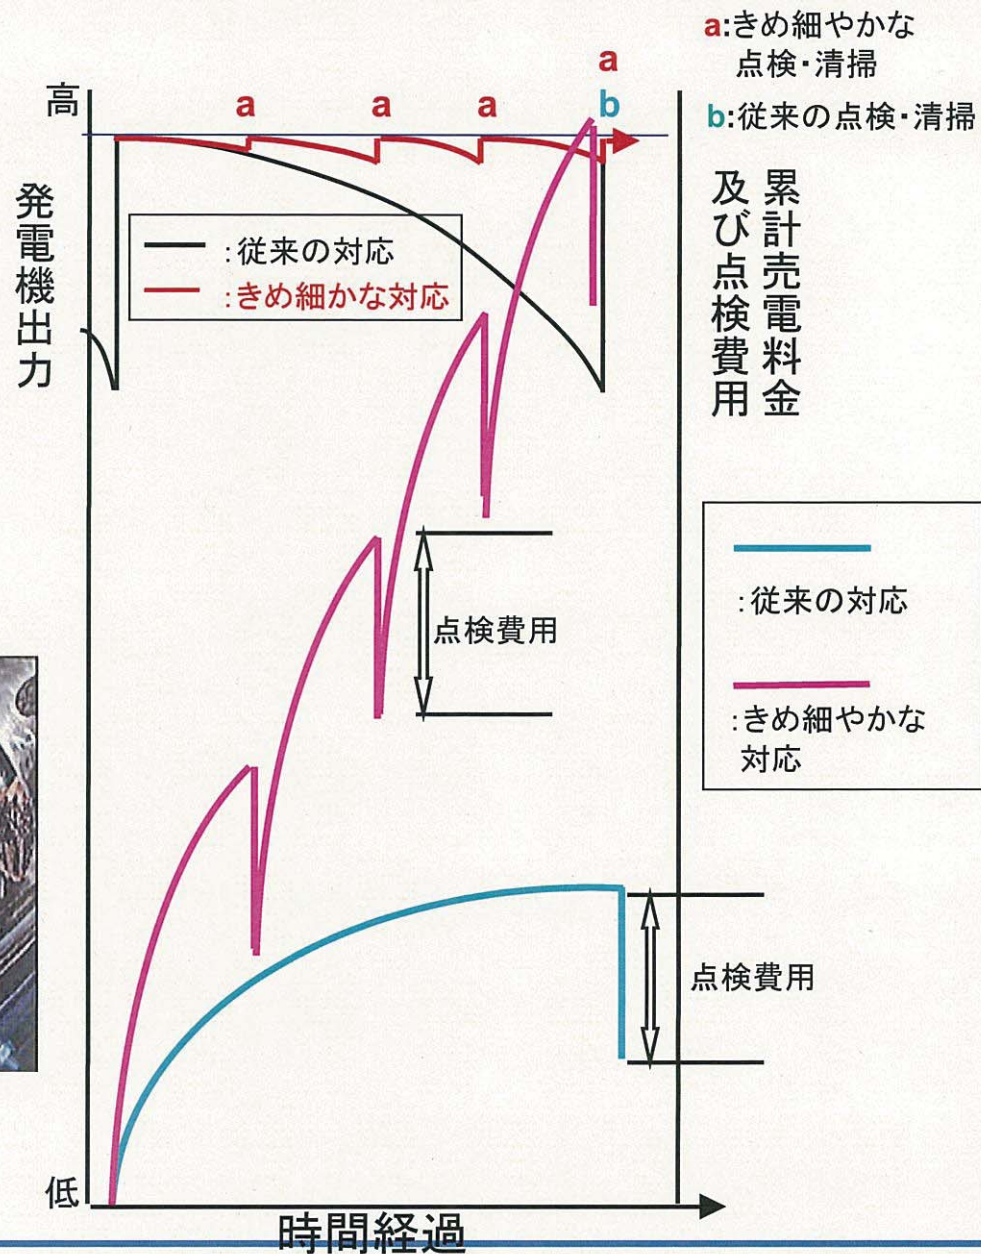 a:きめ細やかな
点検・清掃
b:従来の点検・清掃
高
a
a
a
a
b
発電機出力
累計売電料金
及び点検費用
:従来の対応
:きめ細かな対応
点検費用
:従来の対応
:きめ細やかな
対応
点検費用
低
時間経過